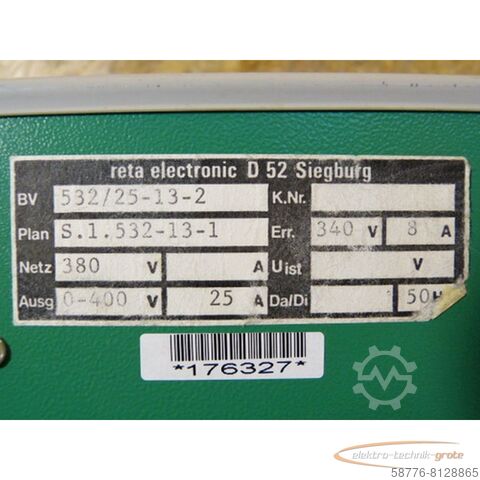 reta electronic D 52 Siegburg
BV 532/25-13-2 K.Nr.
Plan S.1.532-13-1 Err. 340 V 8 A
Netz 380 V A Uist V
Ausg 0-400 V 25 A Da/Di 50H
*176327*
elektro-technik-grote
58776-8128865